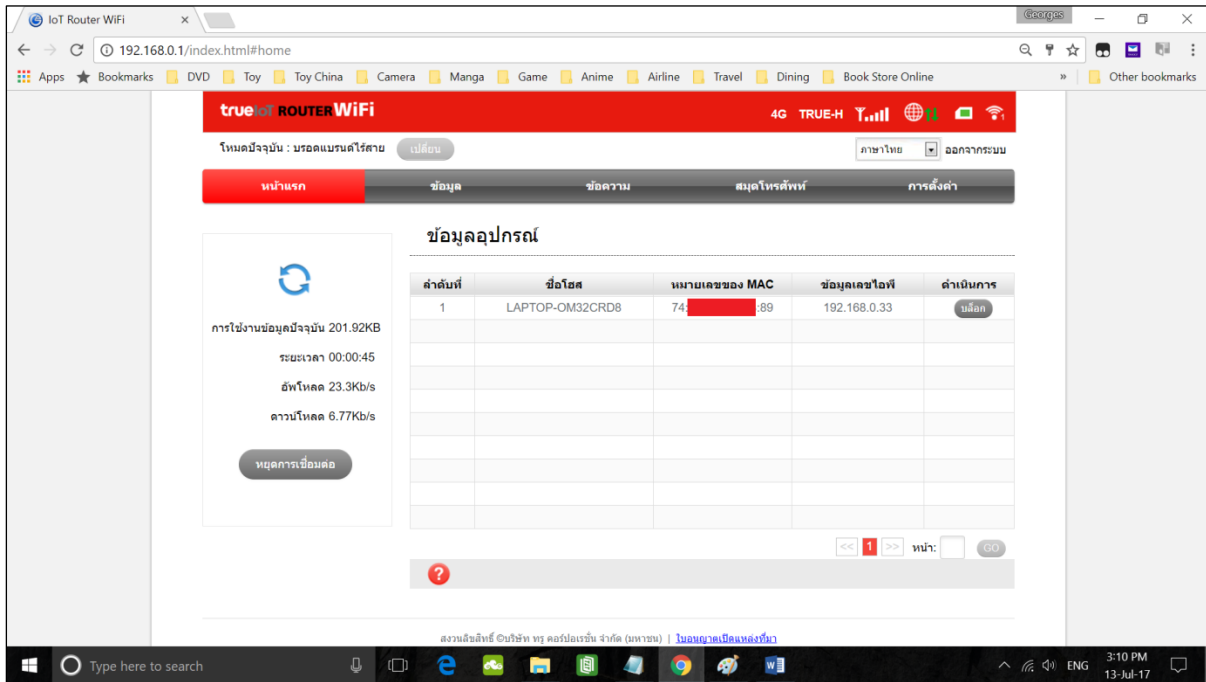 IoT Router WiFi
Georges
192.168.0.1/index.html#home
Apps Bookmarks DVD Toy Toy China Camera Manga Game Anime Airline Travel Dining Book Store Online » Other bookmarks
trueIoT ROUTER WiFi 4G TRUE-H 1
โหมดปัจจุบัน : บรอดแบรนด์ไร้สาย เปลี่ยน ภาษาไทย ออกจากระบบ
หน้าแรก ข้อมูล ข้อความ สมุดโทรศัพท์ การตั้งค่า
ข้อมูลอุปกรณ์
ลำดับที่ ชื่อโฮส หมายเลขของ MAC ข้อมูลเลขไอพี ดำเนินการ
1 LAPTOP-OM32CRD8 74: :89 192.168.0.33 บล็อก
การใช้งานข้อมูลปัจจุบัน 201.92KB
ระยะเวลา 00:00:45
อัพโหลด 23.3Kb/s
ดาวน์โหลด 6.77Kb/s
หยุดการเชื่อมต่อ
<< 1 >> หน้า: GO
?
สงวนลิขสิทธิ์ ©บริษัท ทรู คอร์ปอเรชั่น จำกัด (มหาชน) | ใบอนุญาตเปิดแหล่งที่มา
Type here to search ENG 3:10 PM
13-Jul-17